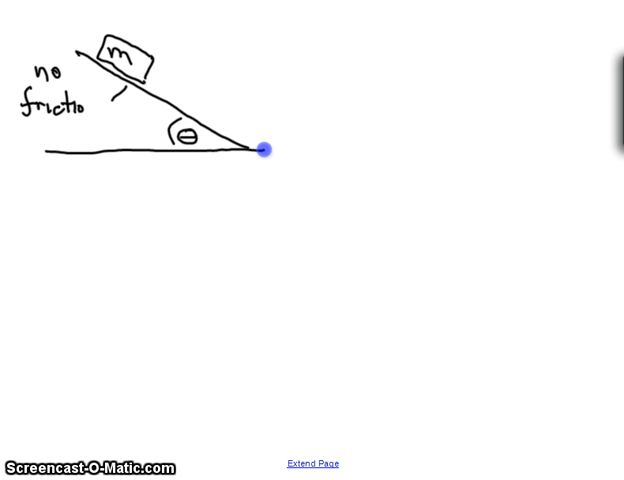 m
no
frictio
θ
Extend Page
Screencast-O-Matic.com